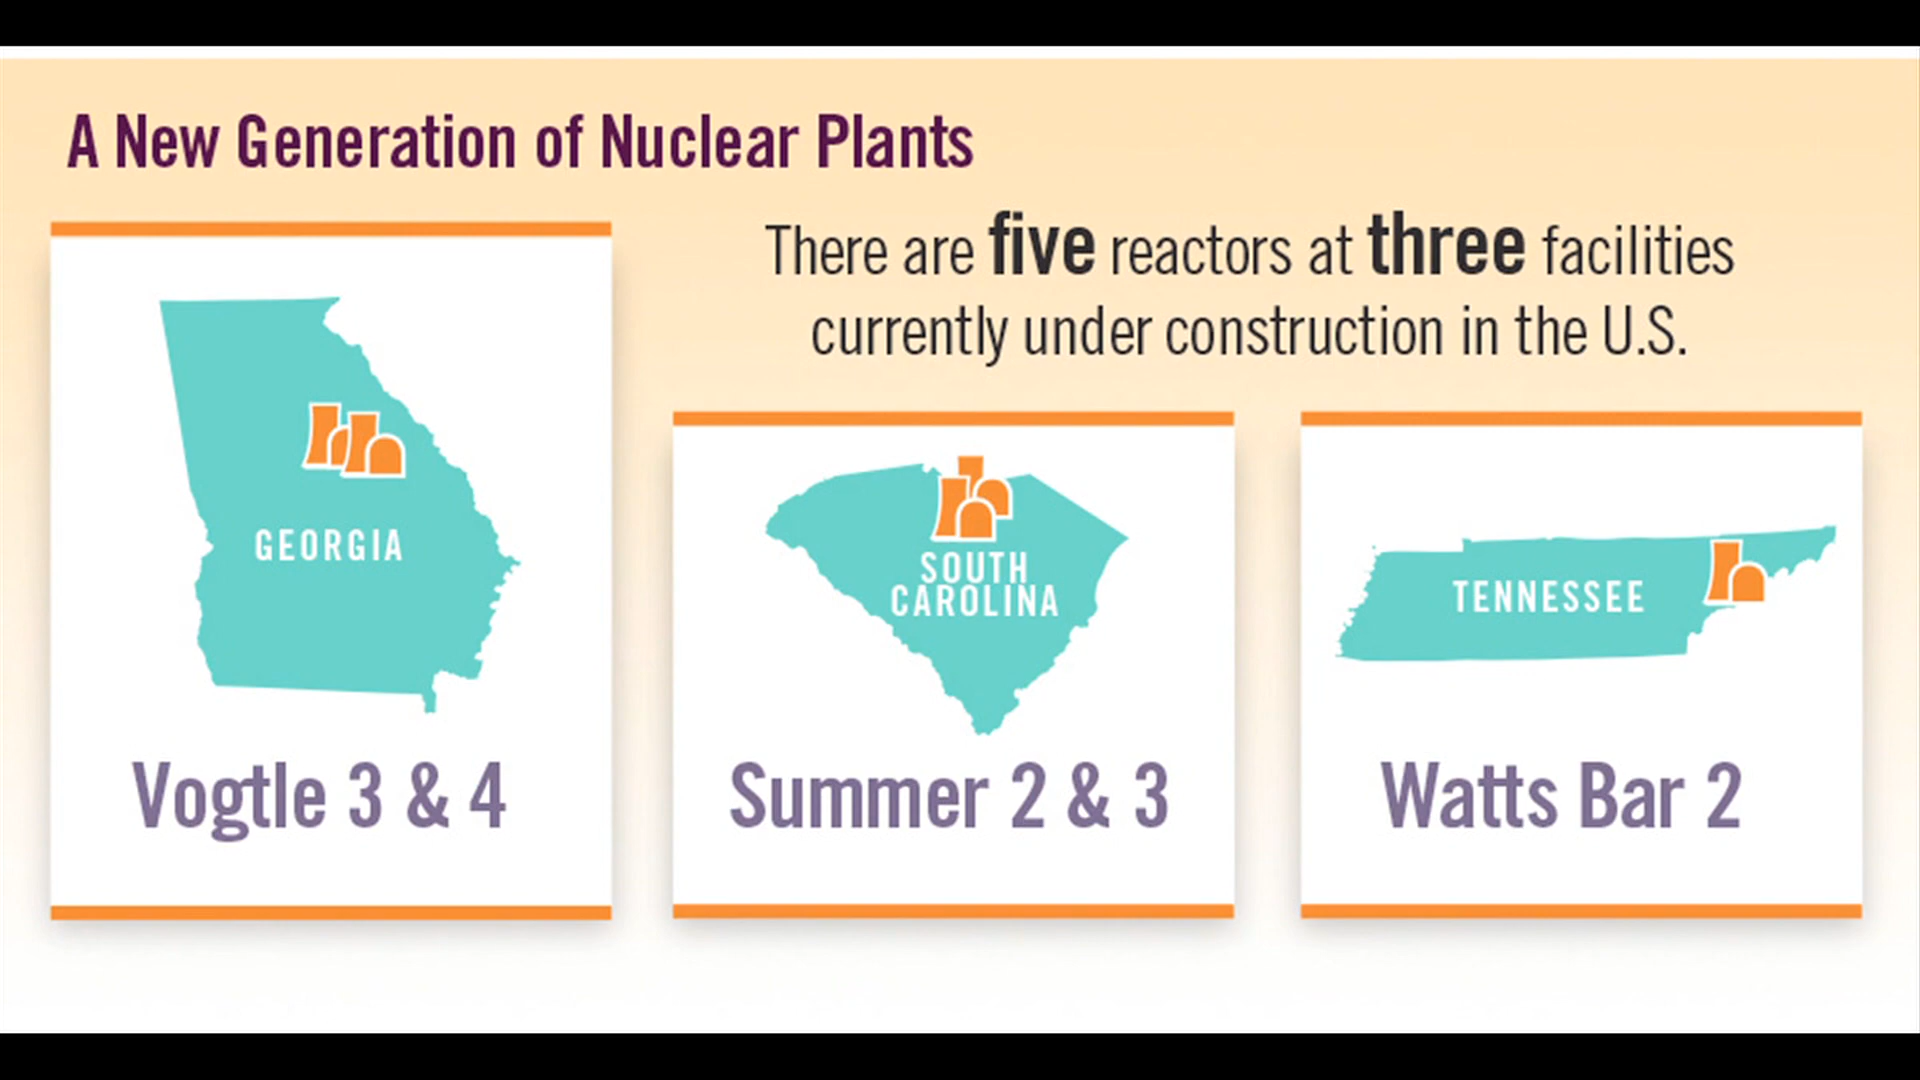 A New Generation of Nuclear Plants
There are five reactors at three facilities
currently under construction in the U.S.
GEORGIA
Vogtle 3 & 4
SOUTH
CAROLINA
Summer 2 & 3
TENNESSEE
Watts Bar 2